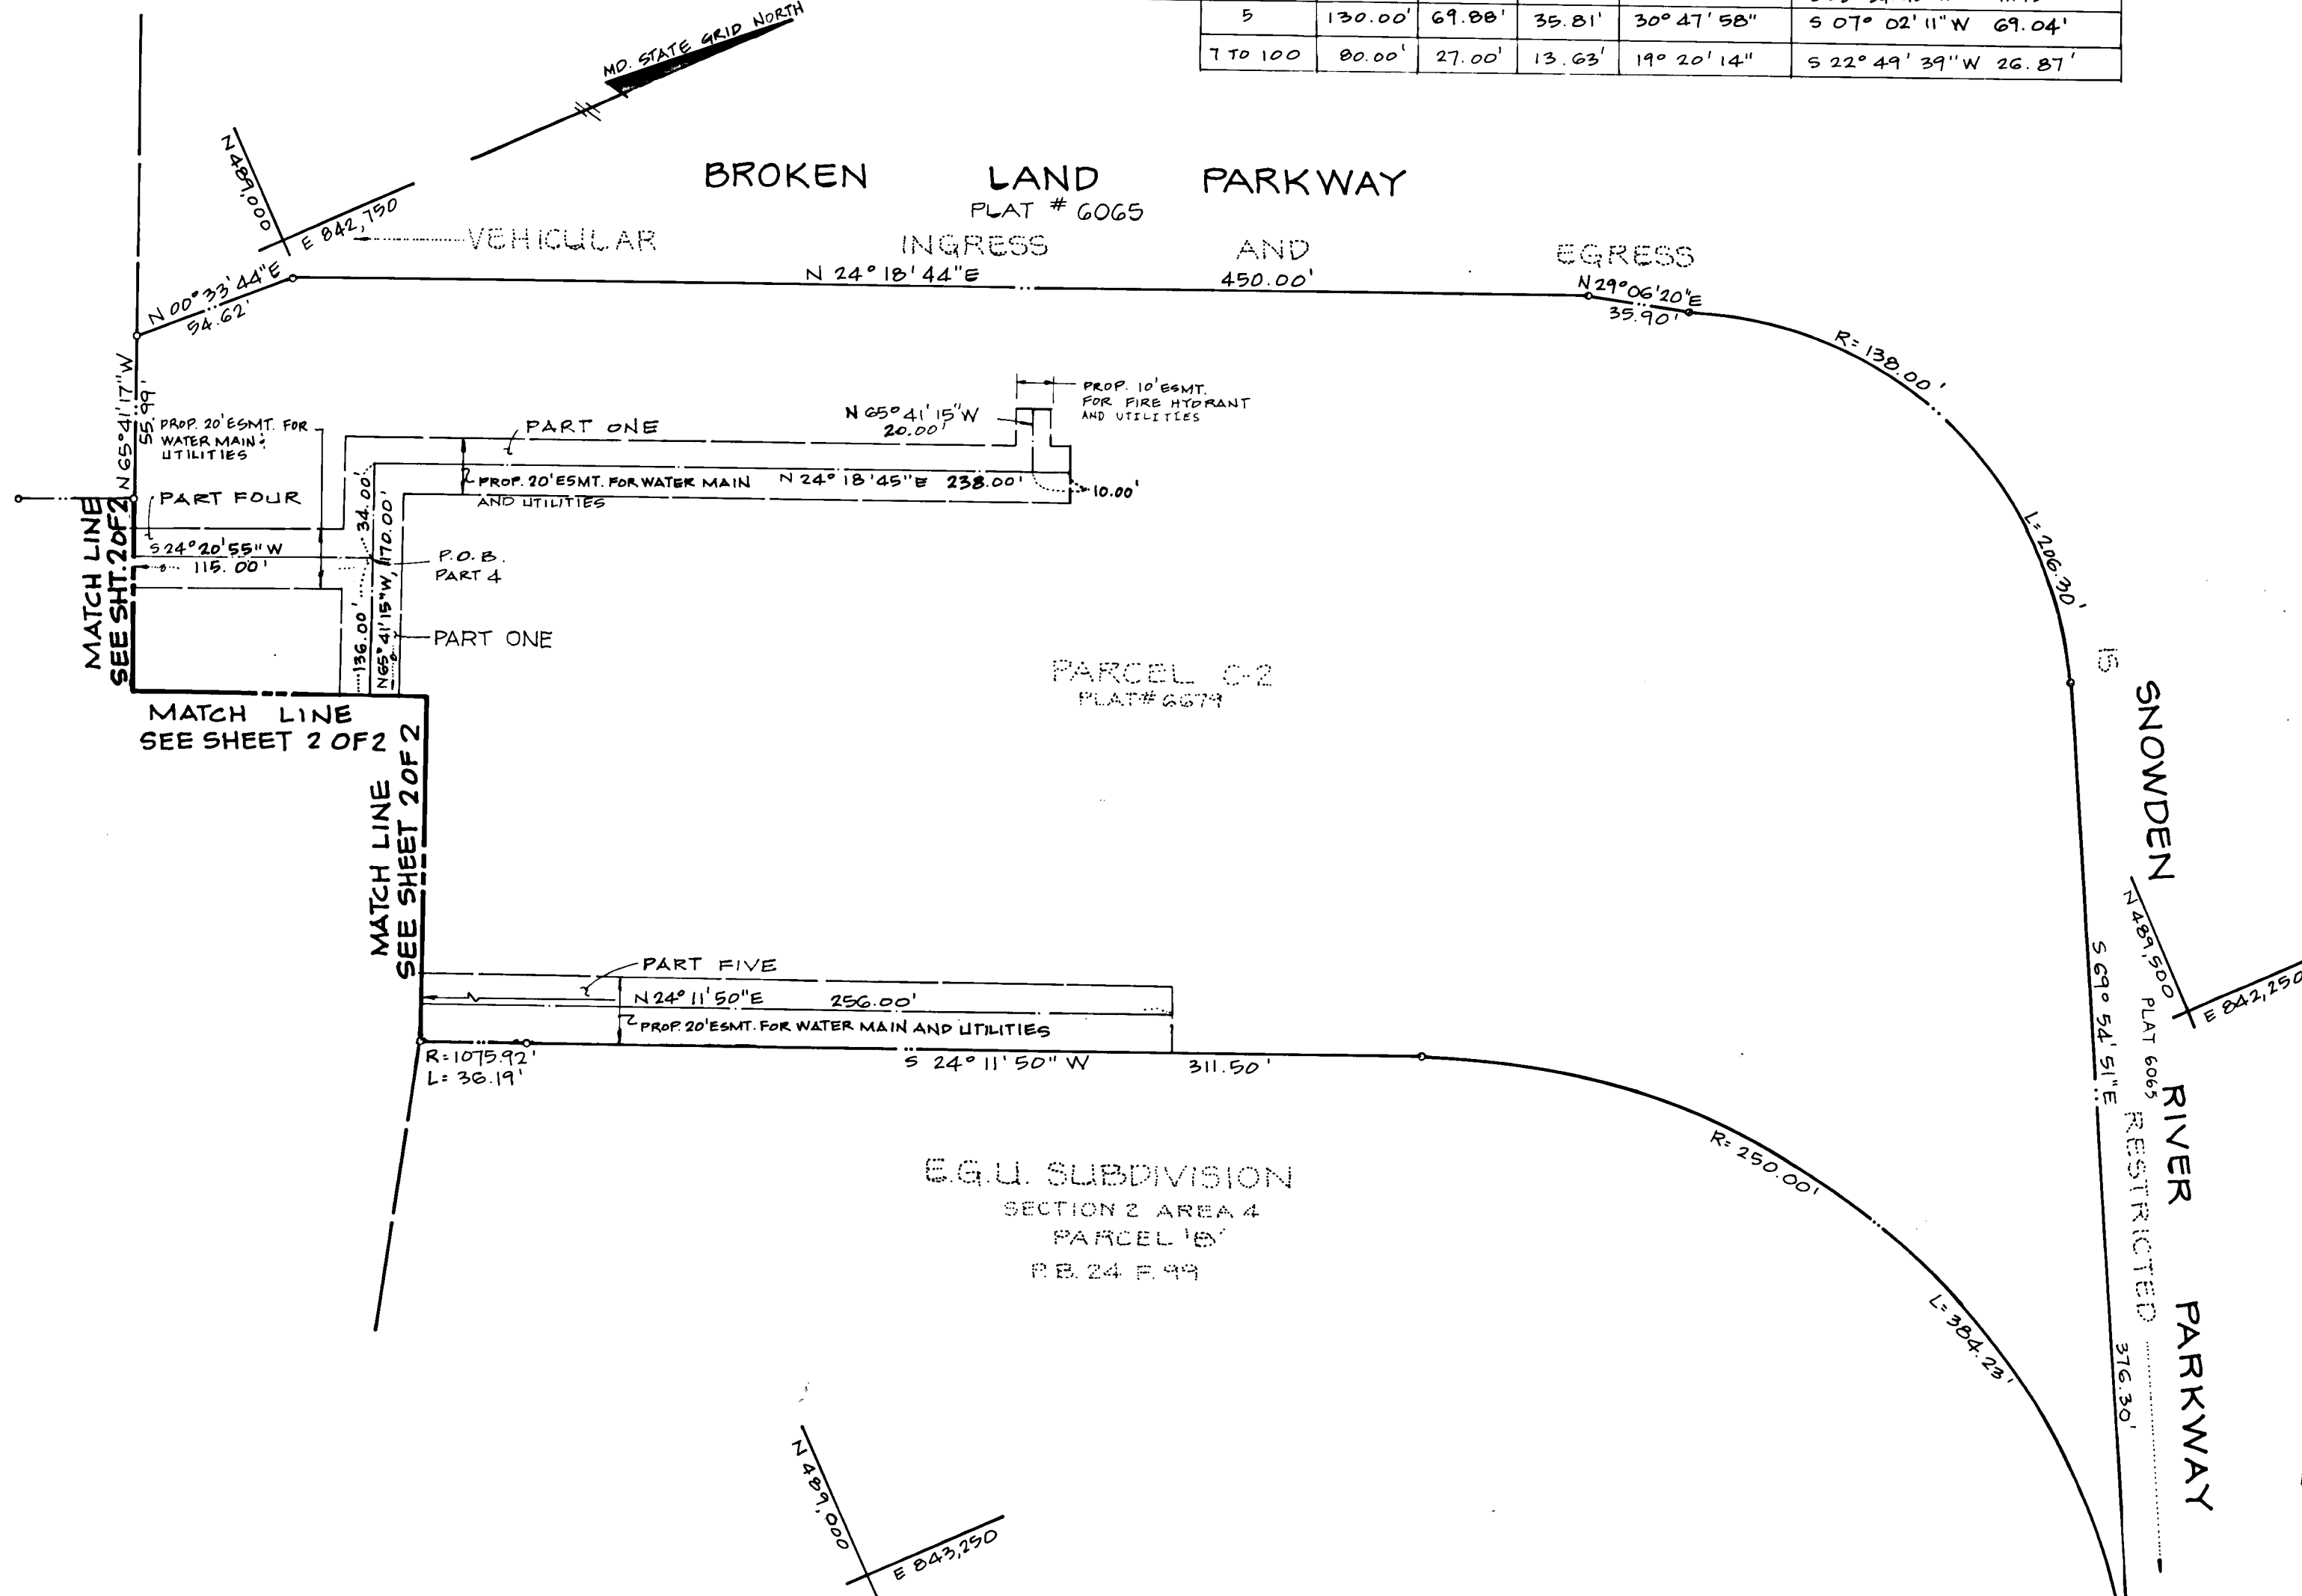 5 130.00' 69.88' 35.81' 30° 47' 58" S 07° 02' 11" W 69.04'
7 TO 100 80.00' 27.00' 13.63' 19° 20' 14" S 22° 49' 39" W 26.87'
MD. STATE GRID NORTH
N 489,000
E 842,750
BROKEN LAND PARKWAY
PLAT # 6065
VEHICULAR INGRESS AND EGRESS
N 00° 33' 44" E
54.62'
N 24° 18' 44" E 450.00'
N 29° 06' 20" E
35.90'
R= 138.00'
L= 206.30'
N 65° 41' 17" W
55.99'
PROP. 20' ESMT. FOR
WATER MAIN &
UTILITIES
PART FOUR
PART ONE
N 65° 41' 15" W
20.00'
PROP. 10' ESMT.
FOR FIRE HYDRANT
AND UTILITIES
PROP. 20' ESMT. FOR WATER MAIN
AND UTILITIES
N 24° 18' 45" E 238.00'
10.00'
34.00'
S 24° 20' 55" W
115.00'
P.O.B.
PART 4
136.00'
N 65° 41' 15" W, 170.00'
PART ONE
MATCH LINE
SEE SHT. 2 OF 2
MATCH LINE
SEE SHEET 2 OF 2
MATCH LINE
SEE SHEET 2 OF 2
PARCEL C-2
PLAT # 6679
IS
SNOWDEN RIVER PARKWAY
PLAT 6065
N 489,500
E 842,250
S 69° 54' 51" E
376.30'
RESTRICTED
PART FIVE
N 24° 11' 50" E 256.00'
PROP. 20' ESMT. FOR WATER MAIN AND UTILITIES
R= 1075.92'
L= 36.19'
S 24° 11' 50" W 311.50'
R= 250.00'
L= 384.23'
E.G.U. SUBDIVISION
SECTION 2 AREA 4
PARCEL 'B'
P.B. 24 F. 99
N 489,000
E 843,250